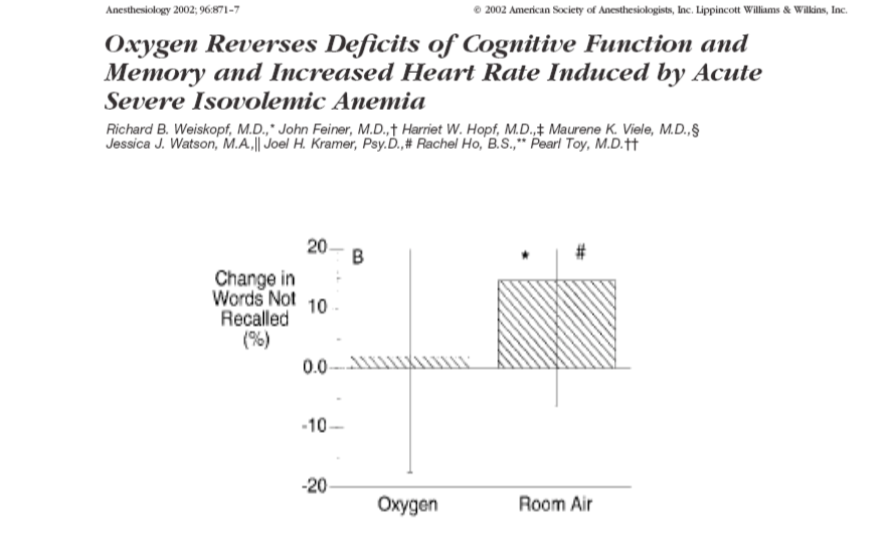 Anesthesiology 2002; 96:871–7
© 2002 American Society of Anesthesiologists, Inc. Lippincott Williams & Wilkins, Inc.
Oxygen Reverses Deficits of Cognitive Function and
Memory and Increased Heart Rate Induced by Acute
Severe Isovolemic Anemia
Richard B. Weiskopf, M.D.,* John Feiner, M.D.,† Harriet W. Hopf, M.D.,‡ Maurene K. Viele, M.D.,§
Jessica J. Watson, M.A.,|| Joel H. Kramer, Psy.D.,# Rachel Ho, B.S.,** Pearl Toy, M.D.††
20
B
* #
Change in
Words Not
Recalled
(%)
10
0.0
-10
-20
Oxygen Room Air